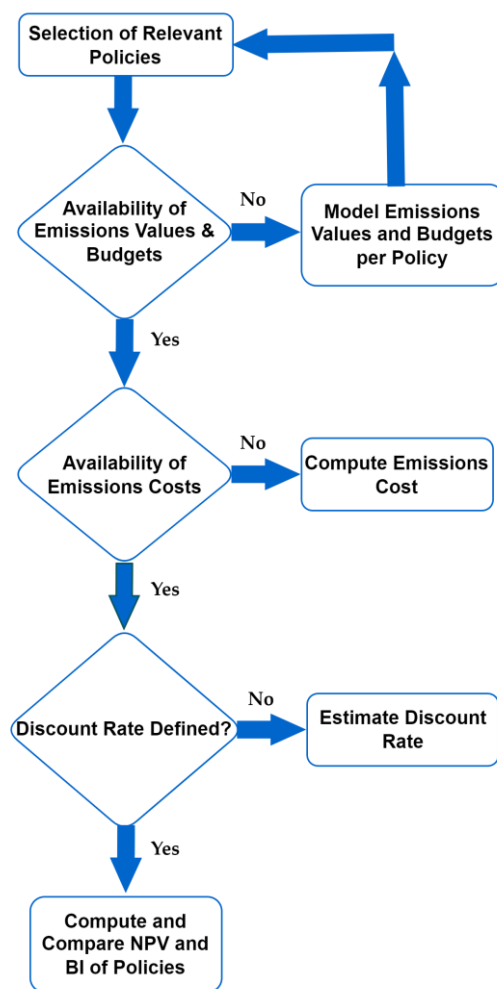 Selection of Relevant
Policies
No
Availability of
Emissions Values &
Budgets
Model Emissions
Values and Budgets
per Policy
Yes
No
Availability of
Emissions Costs
Compute Emissions
Cost
Yes
No
Discount Rate Defined?
Estimate Discount
Rate
Yes
Compute and
Compare NPV and
BI of Policies